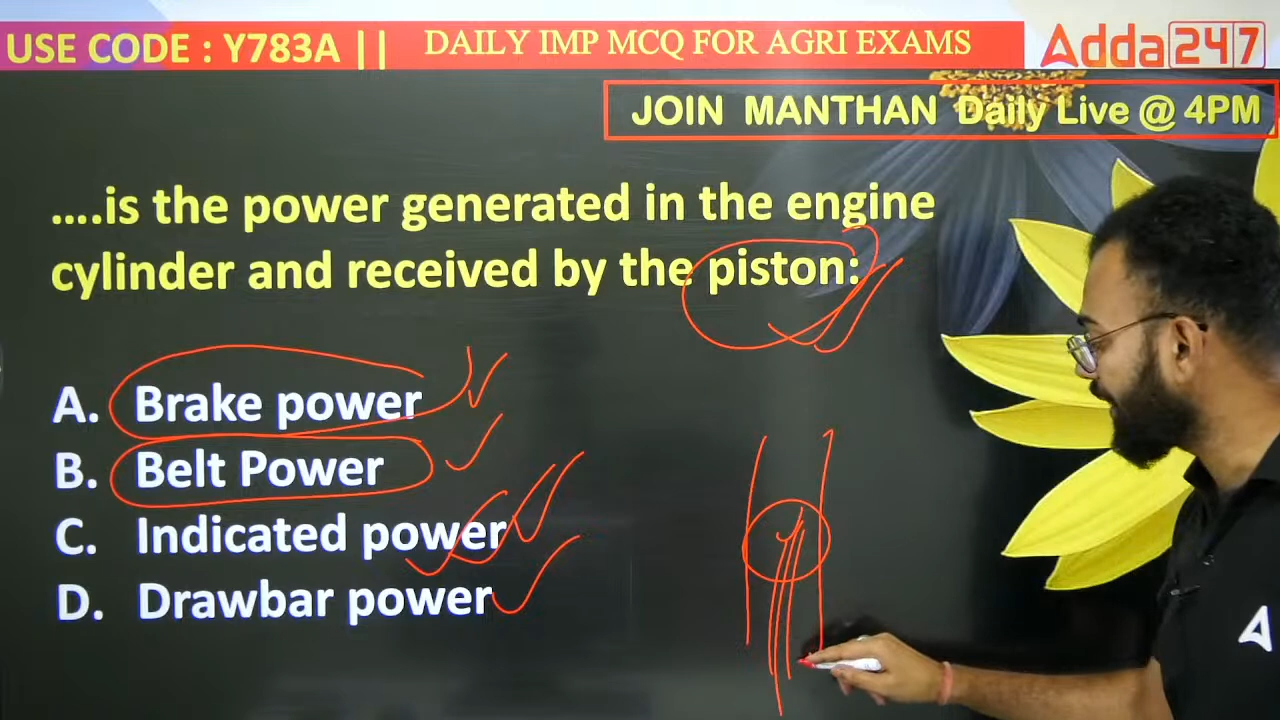 USE CODE : Y783A || DAILY IMP MCQ FOR AGRI EXAMS
Adda247
JOIN MANTHAN Daily Live @ 4PM
....is the power generated in the engine
cylinder and received by the piston:
A. Brake power
B. Belt Power
C. Indicated power
D. Drawbar power